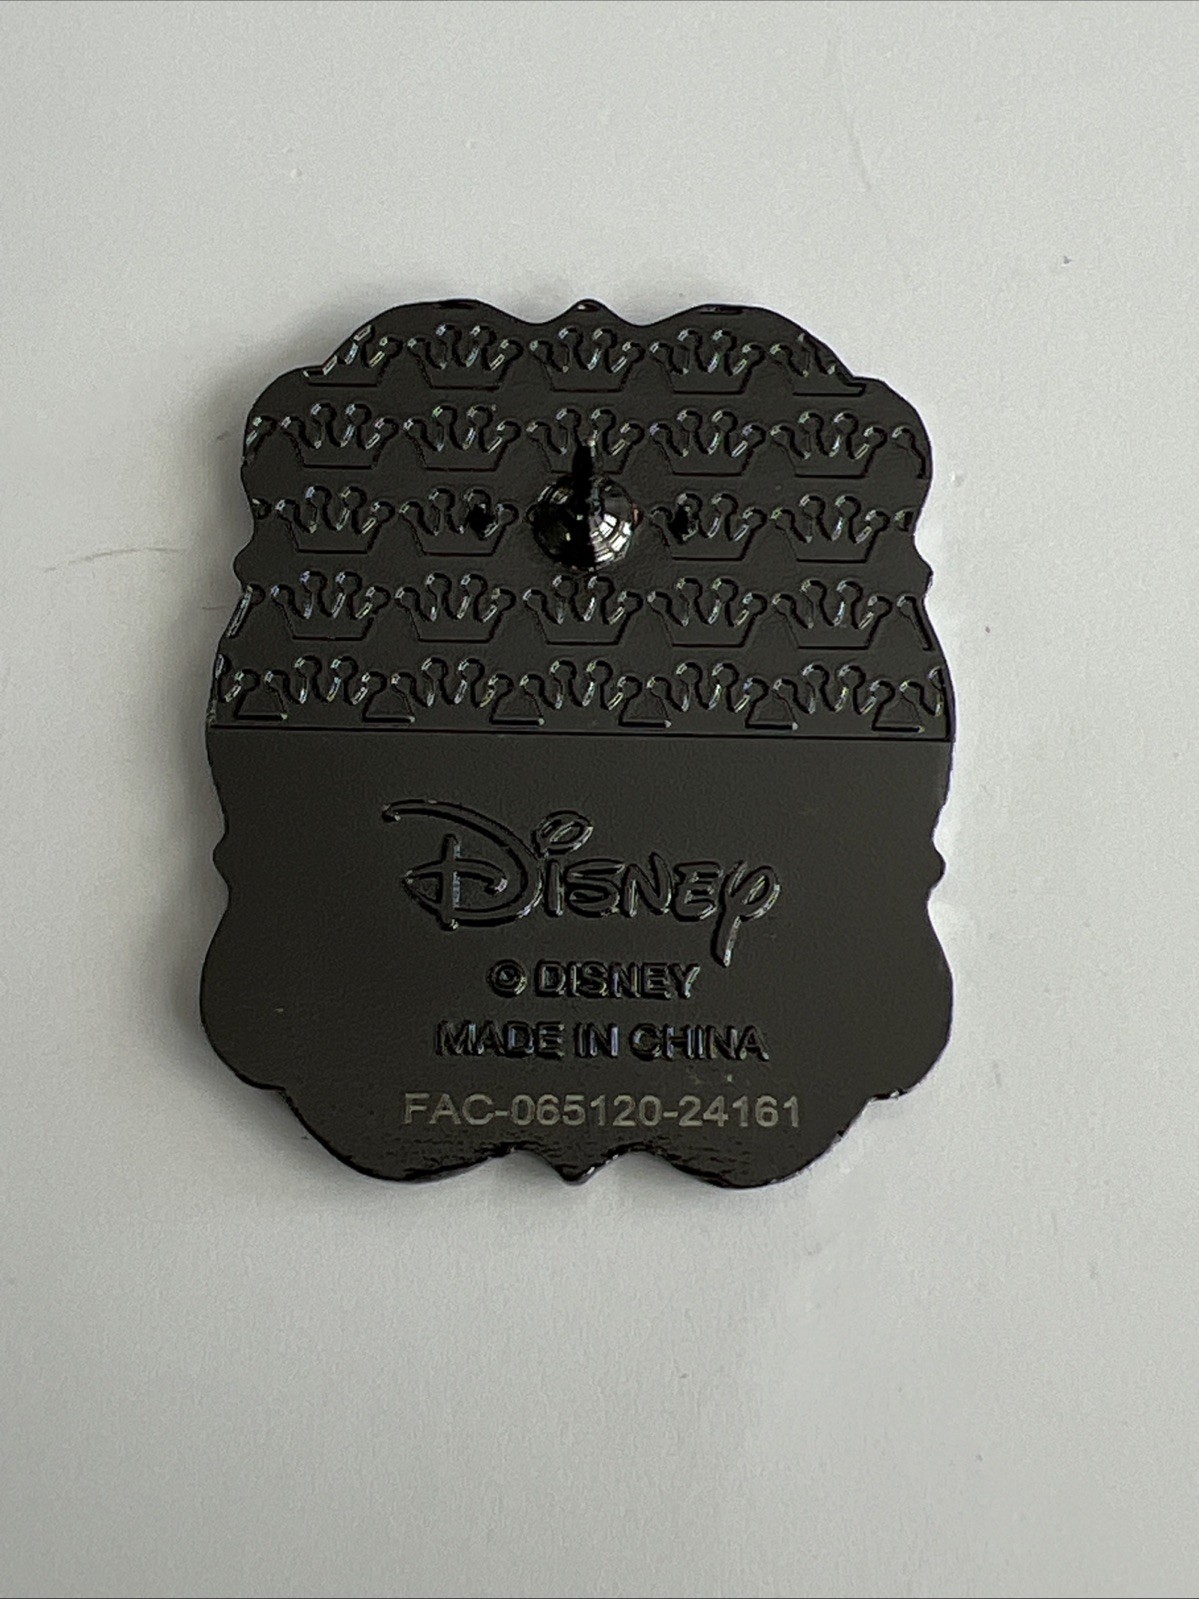 Disney
© DISNEY
MADE IN CHINA
FAC-065120-24161